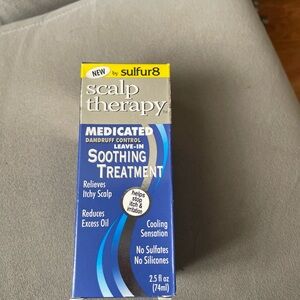 NEW by sulfur8
scalp
therapy
MEDICATED
DANDRUFF CONTROL
LEAVE-IN
SOOTHING
TREATMENT
Relieves
Itchy Scalp
helps
stop
itch &
irritation
Reduces
Excess Oil
Cooling
Sensation
No Sulfates
No Silicones
2.5 fl oz
(74ml)